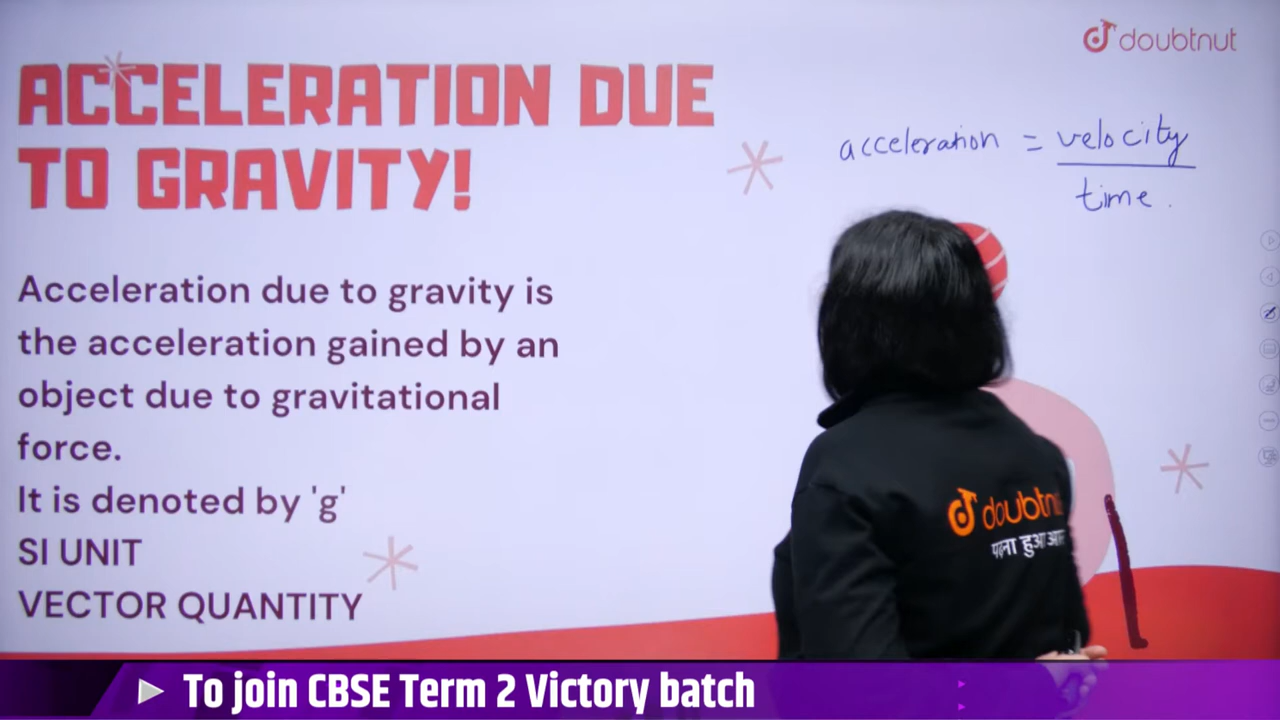 doubtnut
ACCELERATION DUE
TO GRAVITY!
acceleration = velocity
time.
Acceleration due to gravity is
the acceleration gained by an
object due to gravitational
force.
It is denoted by 'g'
SI UNIT
VECTOR QUANTITY
doubtnu
पढ़ना हुआ
To join CBSE Term 2 Victory batch